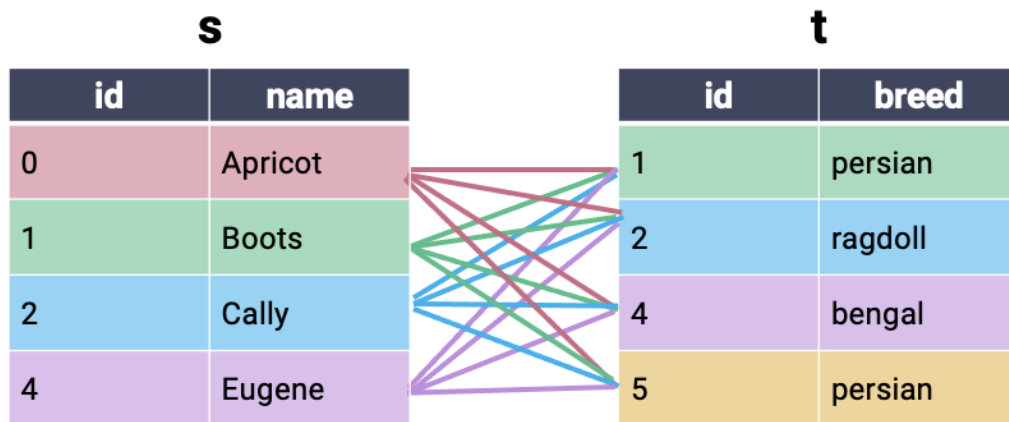 s t
id name id breed
0 Apricot 1 persian
1 Boots 2 ragdoll
2 Cally 4 bengal
4 Eugene 5 persian